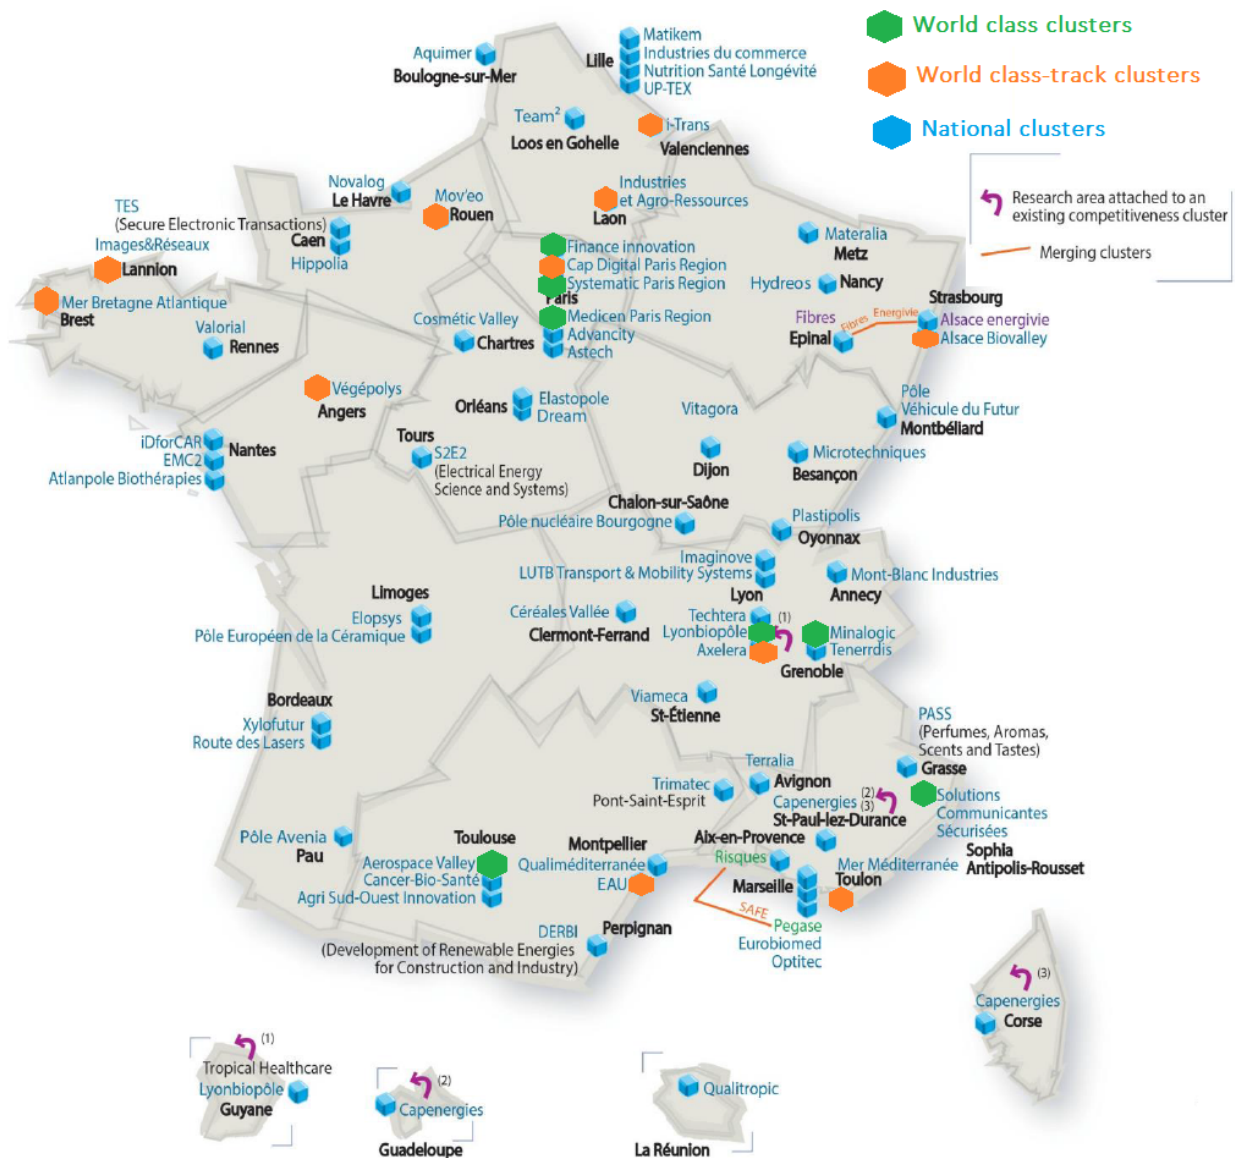 World class clusters
World class-track clusters
National clusters
Research area attached to an
existing competitiveness cluster
Merging clusters
Aquimer
Boulogne-sur-Mer
Lille
Matikem
Industries du commerce
Nutrition Santé Longévité
UP-TEX
Team²
Loos en Gohelle
i-Trans
Valenciennes
Novalog
Le Havre
Mov'eo
Rouen
Industries
et Agro-Ressources
Laon
TES
(Secure Electronic Transactions)
Caen
Hippolia
Images&Réseaux
Lannion
Mer Bretagne Atlantique
Brest
Valorial
Rennes
Finance innovation
Cap Digital Paris Region
Systematic Paris Region
Paris
Medicen Paris Region
Advancity
Astech
Cosmétic Valley
Chartres
Materalia
Metz
Hydreos
Nancy
Strasbourg
Fibres
Epinal
Fibres
Energivie
Alsace energivie
Alsace Biovalley
Végépolys
Angers
Orléans
Elastopole
Dream
Vitagora
Dijon
Pôle
Véhicule du Futur
Montbéliard
iDforCAR
EMC2
Atlanpole Biothérapies
Nantes
Tours
S2E2
(Electrical Energy
Science and Systems)
Microtechniques
Besançon
Chalon-sur-Saône
Pôle nucléaire Bourgogne
Plastipolis
Oyonnax
Imaginove
LUTB Transport & Mobility Systems
Lyon
Mont-Blanc Industries
Annecy
Limoges
Elopsys
Pôle Européen de la Céramique
Céréales Vallée
Clermont-Ferrand
Techtera
(1)
Lyonbiopôle
Axelera
Minalogic
Tenerrdis
Grenoble
Viameca
St-Étienne
Bordeaux
Xylofutur
Route des Lasers
PASS
(Perfumes, Aromas,
Scents and Tastes)
Grasse
Terralia
Avignon
Trimatec
Pont-Saint-Esprit
Capenergies
(2)
(3)
St-Paul-lez-Durance
Solutions
Communicantes
Sécurisées
Sophia
Antipolis-Rousset
Pôle Avenia
Pau
Toulouse
Aerospace Valley
Cancer-Bio-Santé
Agri Sud-Ouest Innovation
Montpellier
Qualiméditerranée
EAU
Aix-en-Provence
Risques
Marseille
SAFE
Pegase
Eurobiomed
Optitec
Mer Méditerranée
Toulon
DERBI
(Development of Renewable Energies
for Construction and Industry)
Perpignan
(3)
Capenergies
Corse
(1)
Tropical Healthcare
Lyonbiopôle
Guyane
(2)
Capenergies
Guadeloupe
Qualitropic
La Réunion